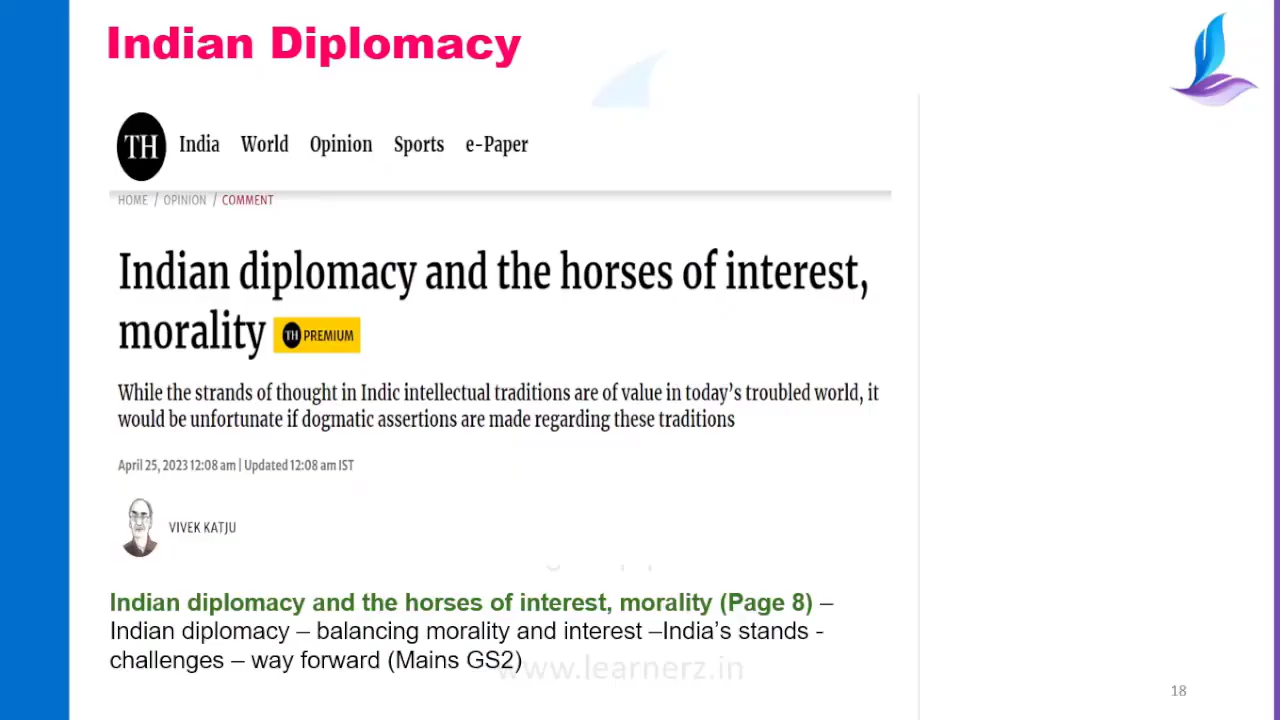 Indian Diplomacy
TH India World Opinion Sports e-Paper
HOME / OPINION / COMMENT
Indian diplomacy and the horses of interest,
morality TH PREMIUM
While the strands of thought in Indic intellectual traditions are of value in today's troubled world, it
would be unfortunate if dogmatic assertions are made regarding these traditions
April 25, 2023 12:08 am | Updated 12:08 am IST
VIVEK KATJU
Indian diplomacy and the horses of interest, morality (Page 8) –
Indian diplomacy – balancing morality and interest –India's stands -
challenges – way forward (Mains GS2)
www.learnerz.in
18